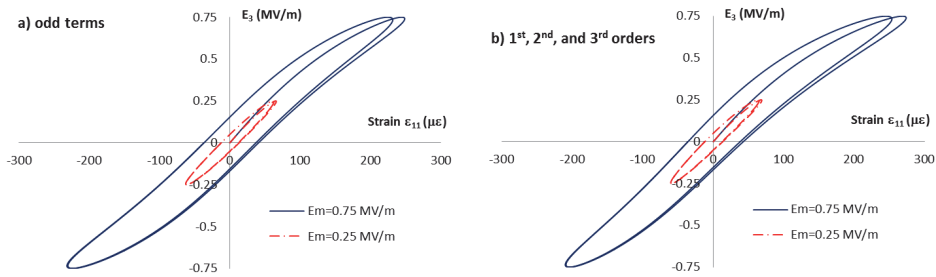 a) odd terms
E3 (MV/m)
0.75
0.5
0.25
Strain ε11 (µε)
0
-300
-200
-100
0
100
200
300
-0.25
-0.5
-0.75
Em=0.75 MV/m
Em=0.25 MV/m
b) 1st, 2nd, and 3rd orders
E3 (MV/m)
0.75
0.5
0.25
Strain ε11 (µε)
0
-300
-200
-100
0
100
200
300
-0.25
-0.5
-0.75
Em=0.75 MV/m
Em=0.25 MV/m